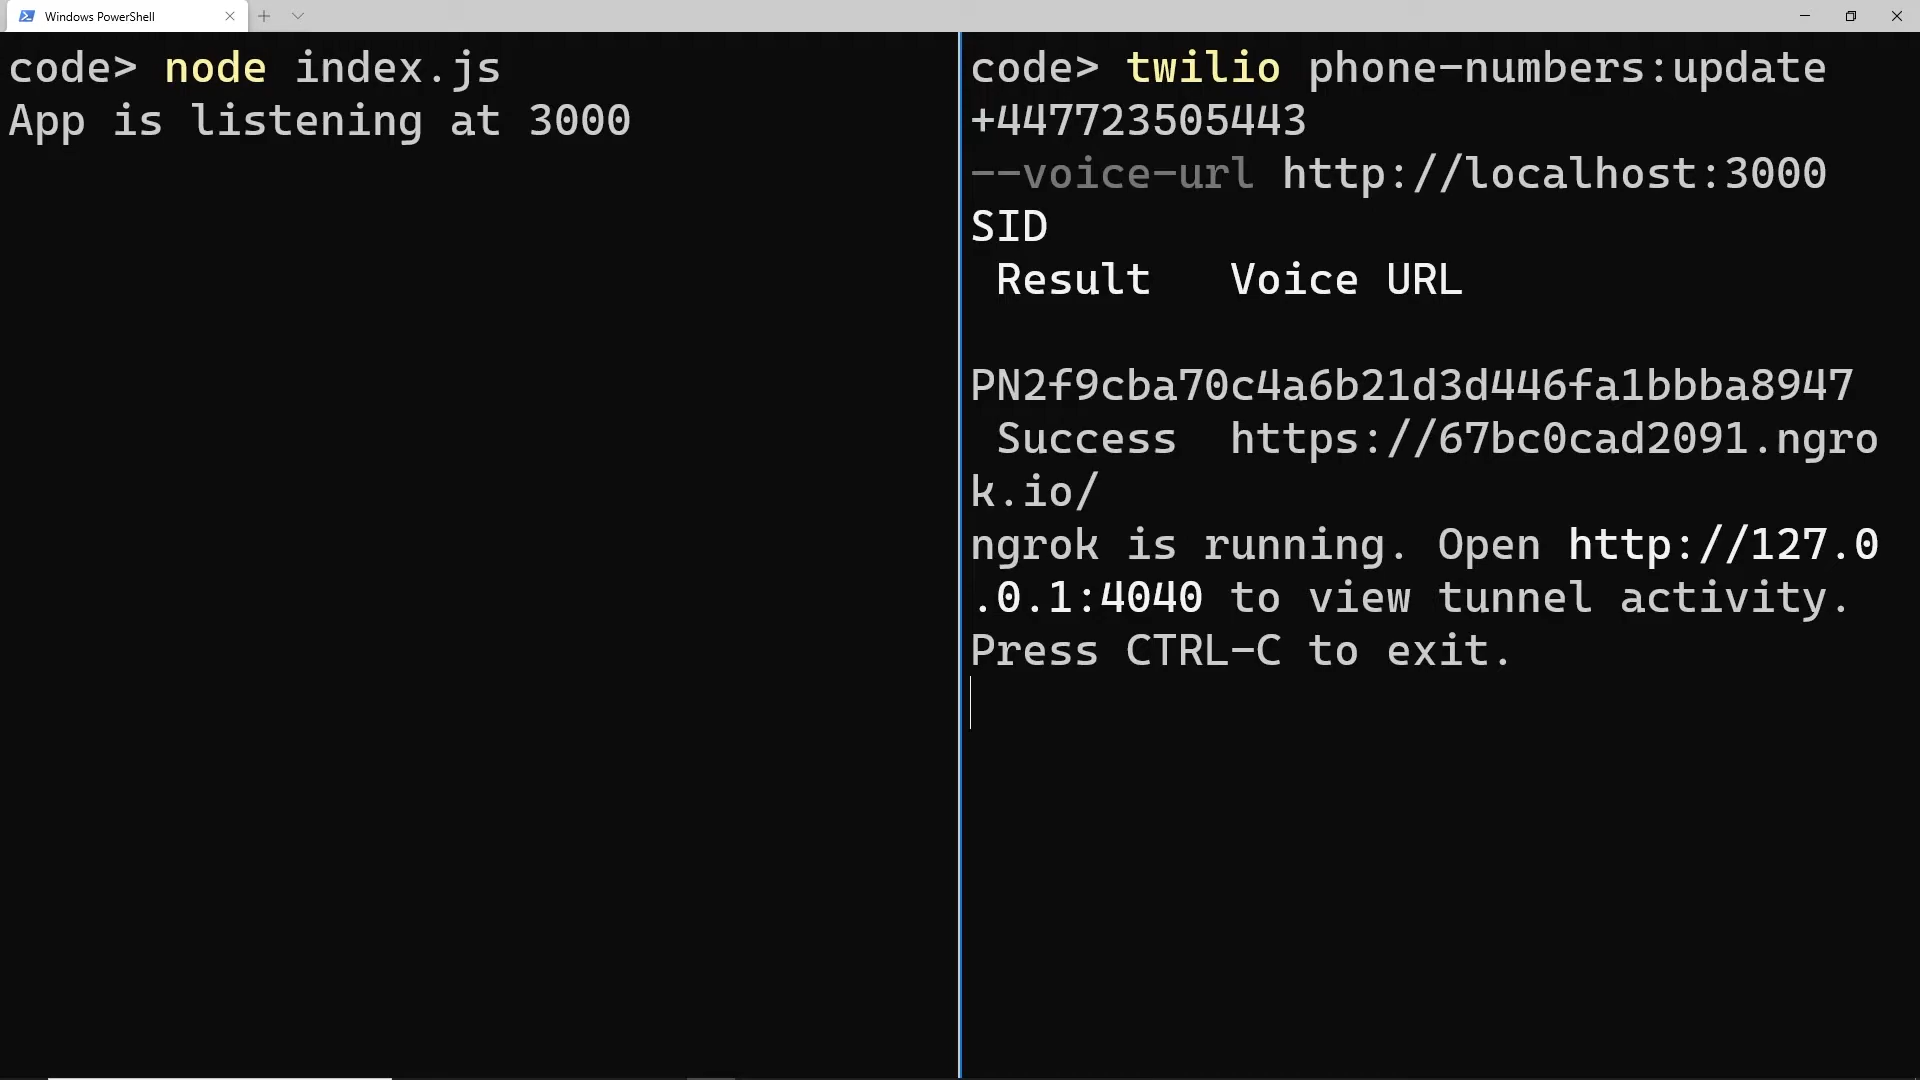 Windows PowerShell
code> node index.js
App is listening at 3000
code> twilio phone-numbers:update
+447723505443
--voice-url http://localhost:3000
SID
Result Voice URL
PN2f9cba70c4a6b21d3d446fa1bbba8947
Success https://67bc0cad2091.ngro
k.io/
ngrok is running. Open http://127.0
.0.1:4040 to view tunnel activity.
Press CTRL-C to exit.